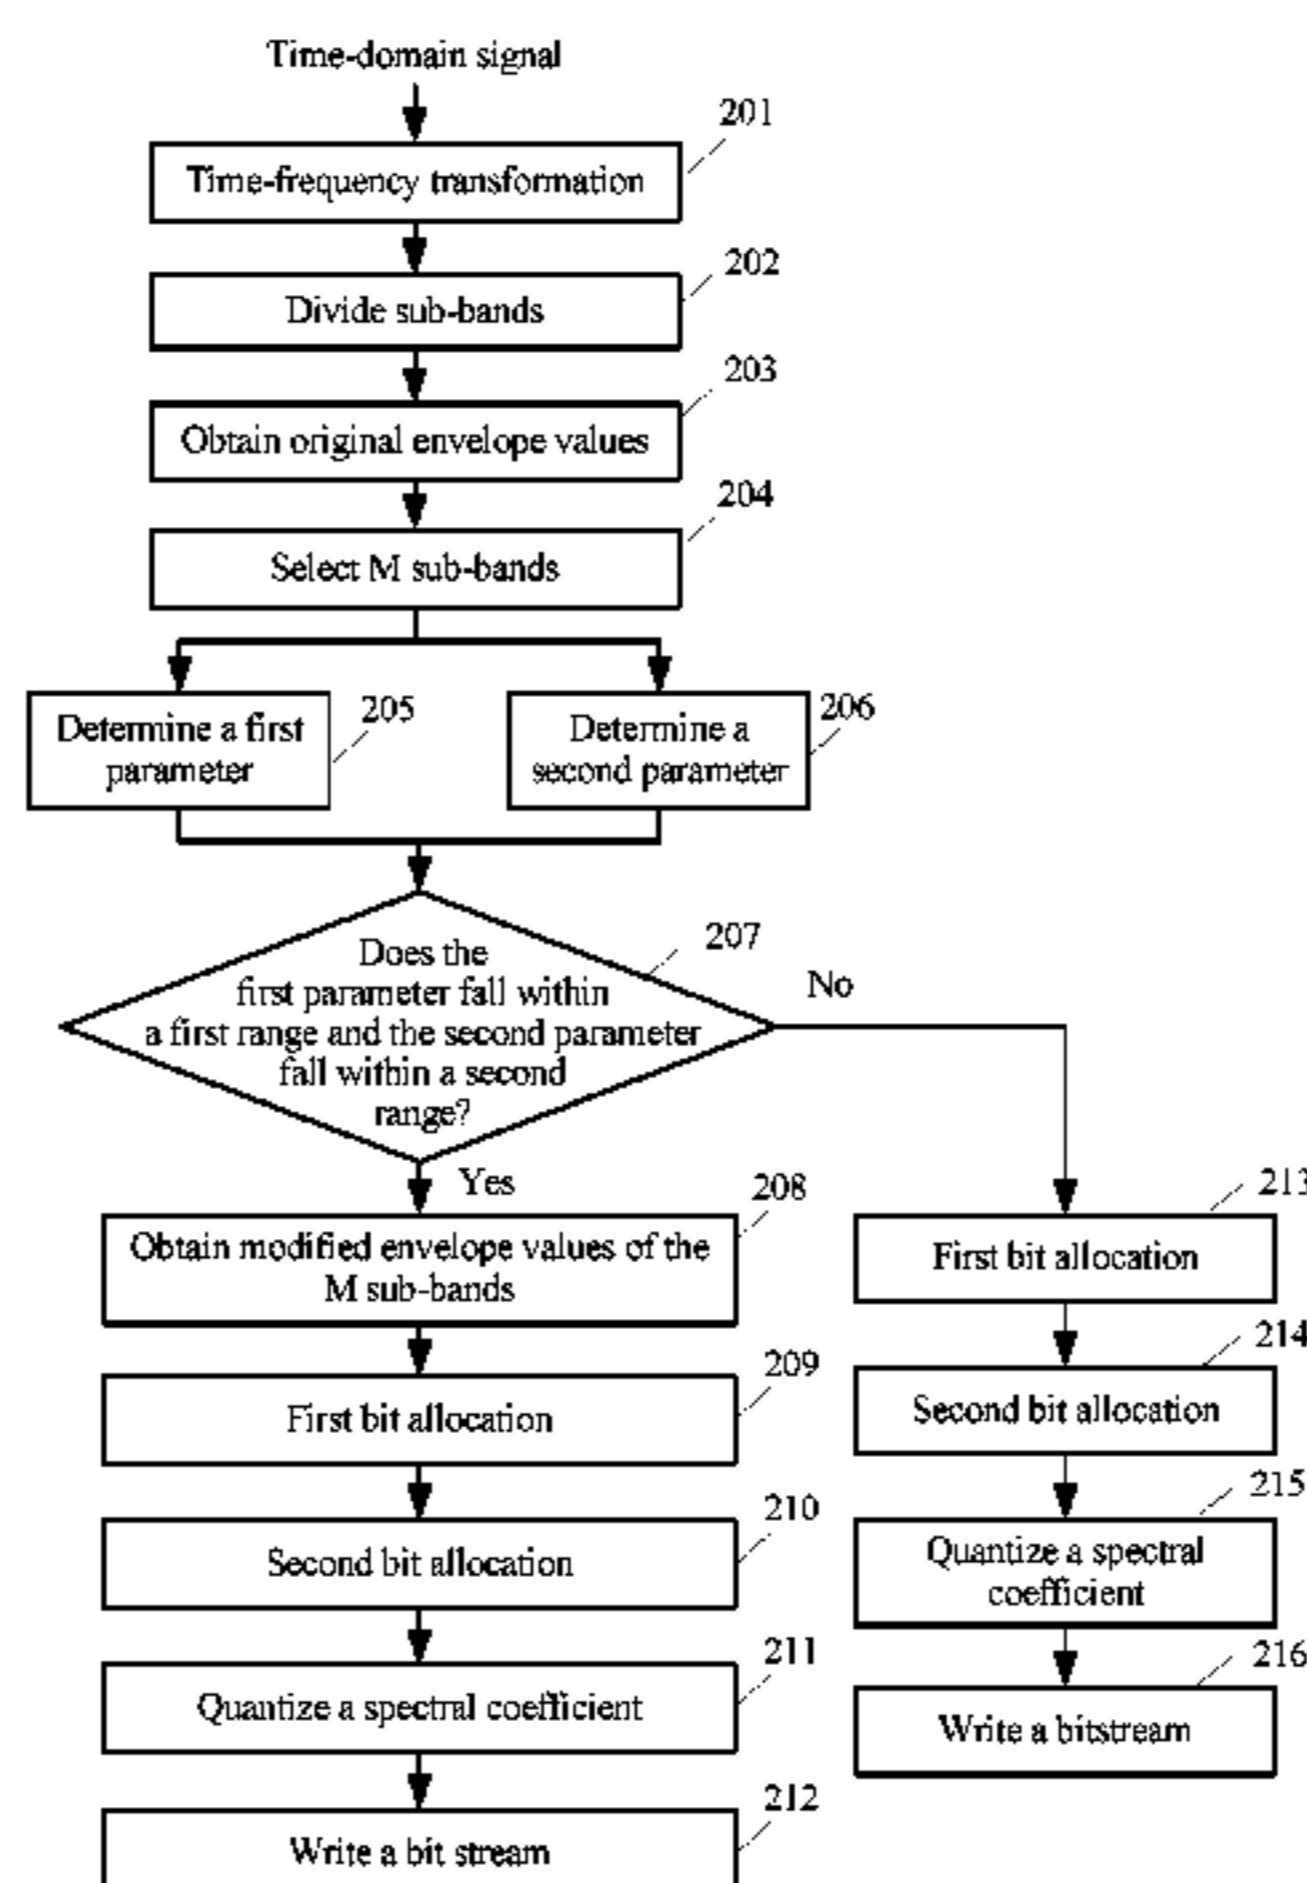 Time-domain signal
201
Time-frequency transformation
202
Divide sub-bands
203
Obtain original envelope values
204
Select M sub-bands
205
Determine a first
parameter
206
Determine a
second parameter
207
Does the
first parameter fall within
a first range and the second parameter
fall within a second
range?
No
Yes
208
Obtain modified envelope values of the
M sub-bands
209
First bit allocation
210
Second bit allocation
211
Quantize a spectral coefficient
212
Write a bit stream
213
First bit allocation
214
Second bit allocation
215
Quantize a spectral
coefficient
216
Write a bitstream